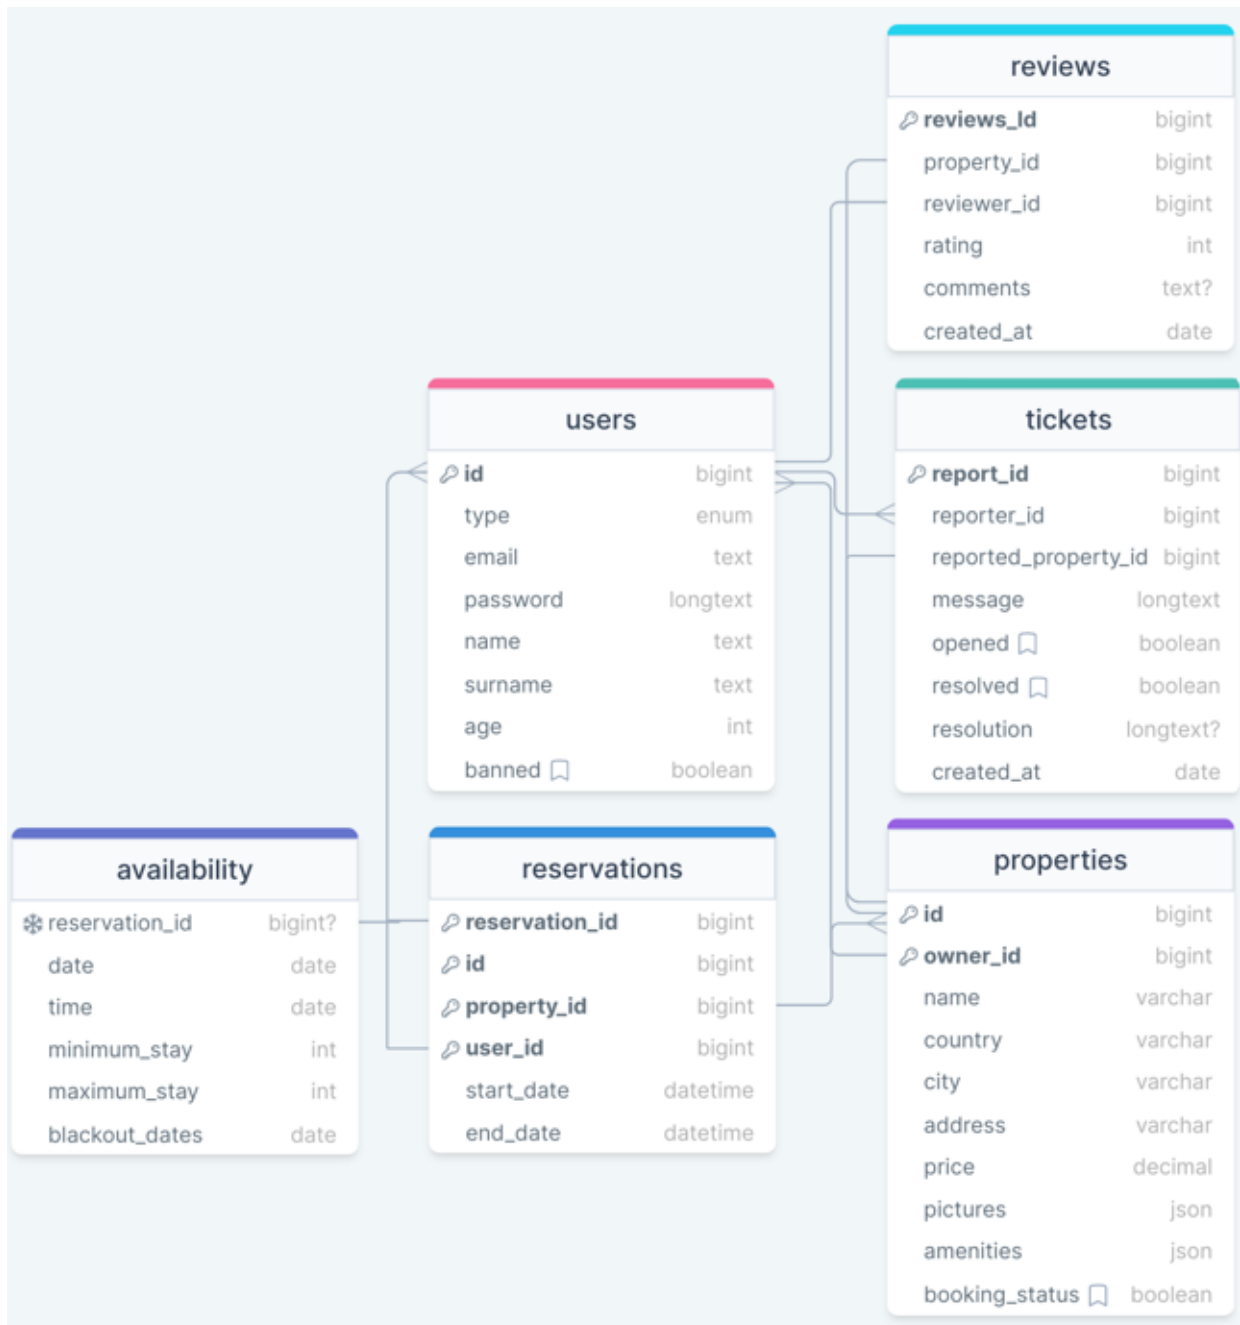 reviews
reviews_Id bigint
property_id bigint
reviewer_id bigint
rating int
comments text?
created_at date
users
id bigint
type enum
email text
password longtext
name text
surname text
age int
banned boolean
tickets
report_id bigint
reporter_id bigint
reported_property_id bigint
message longtext
opened boolean
resolved boolean
resolution longtext?
created_at date
availability
reservation_id bigint?
date date
time date
minimum_stay int
maximum_stay int
blackout_dates date
reservations
reservation_id bigint
id bigint
property_id bigint
user_id bigint
start_date datetime
end_date datetime
properties
id bigint
owner_id bigint
name varchar
country varchar
city varchar
address varchar
price decimal
pictures json
amenities json
booking_status boolean